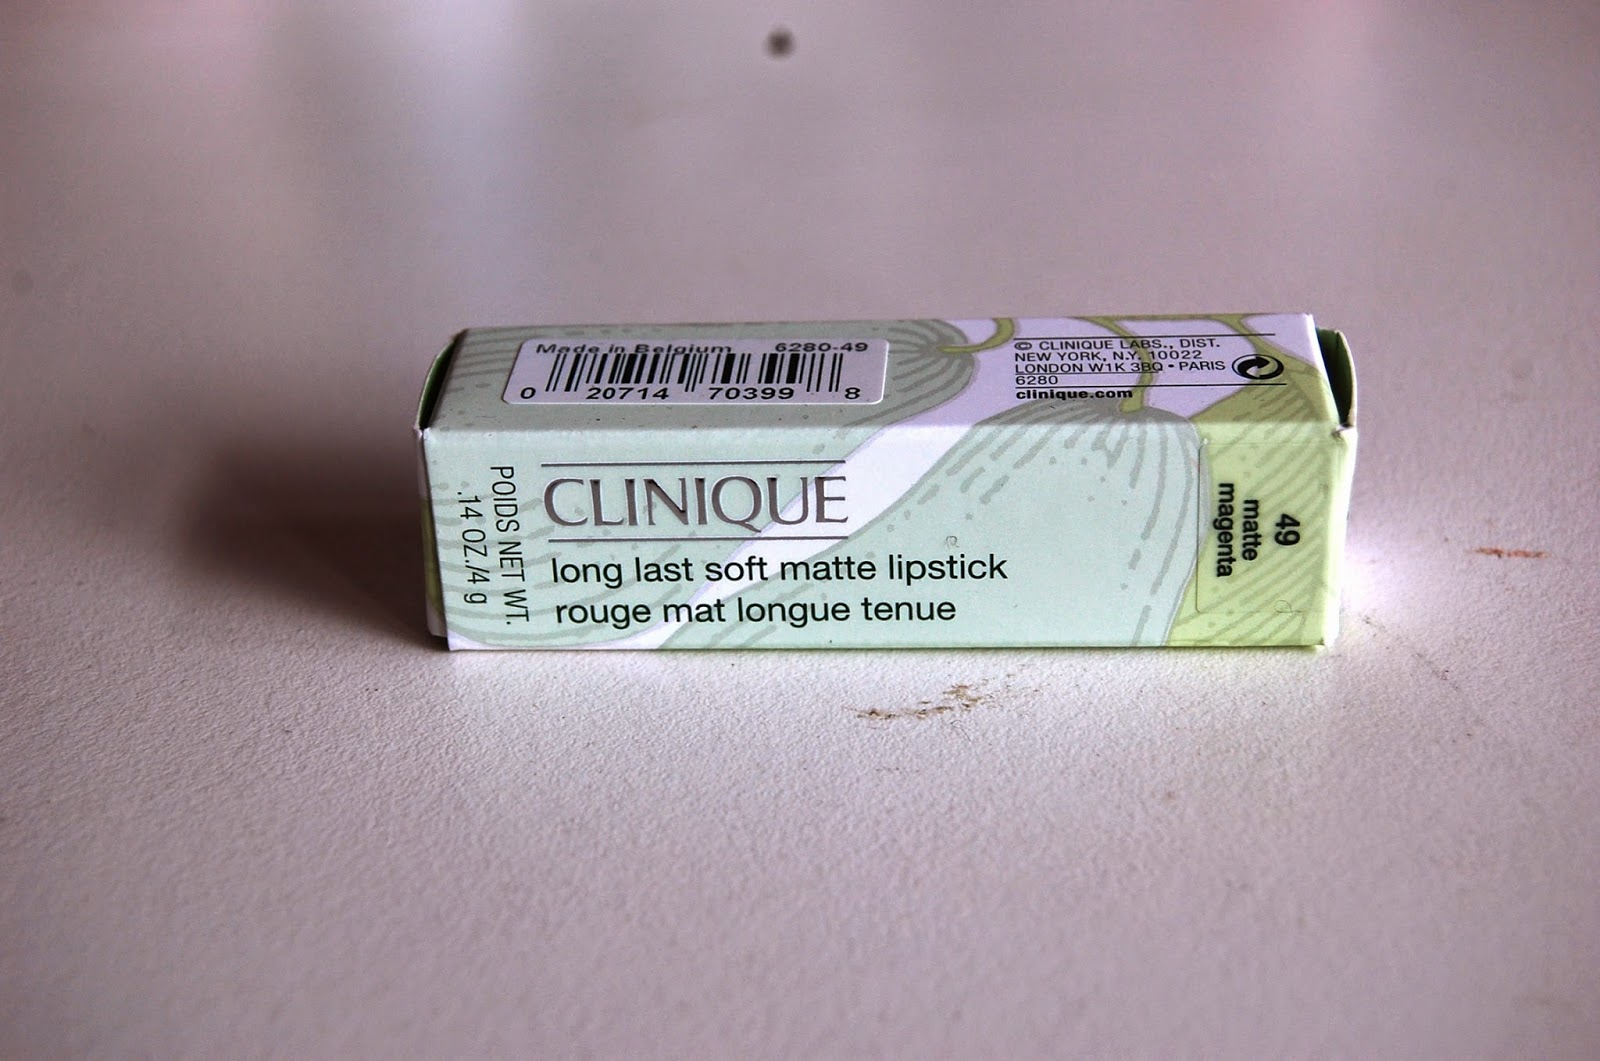 Made in Belgium 6280-49
0 20714 70399 8
© CLINIQUE LABS., DIST.
NEW YORK, N.Y. 10022
LONDON W1K 3BQ • PARIS
6280
clinique.com
CLINIQUE
long last soft matte lipstick
rouge mat longue tenue
POIDS NET WT.
.14 OZ./4 g
49
matte
magenta